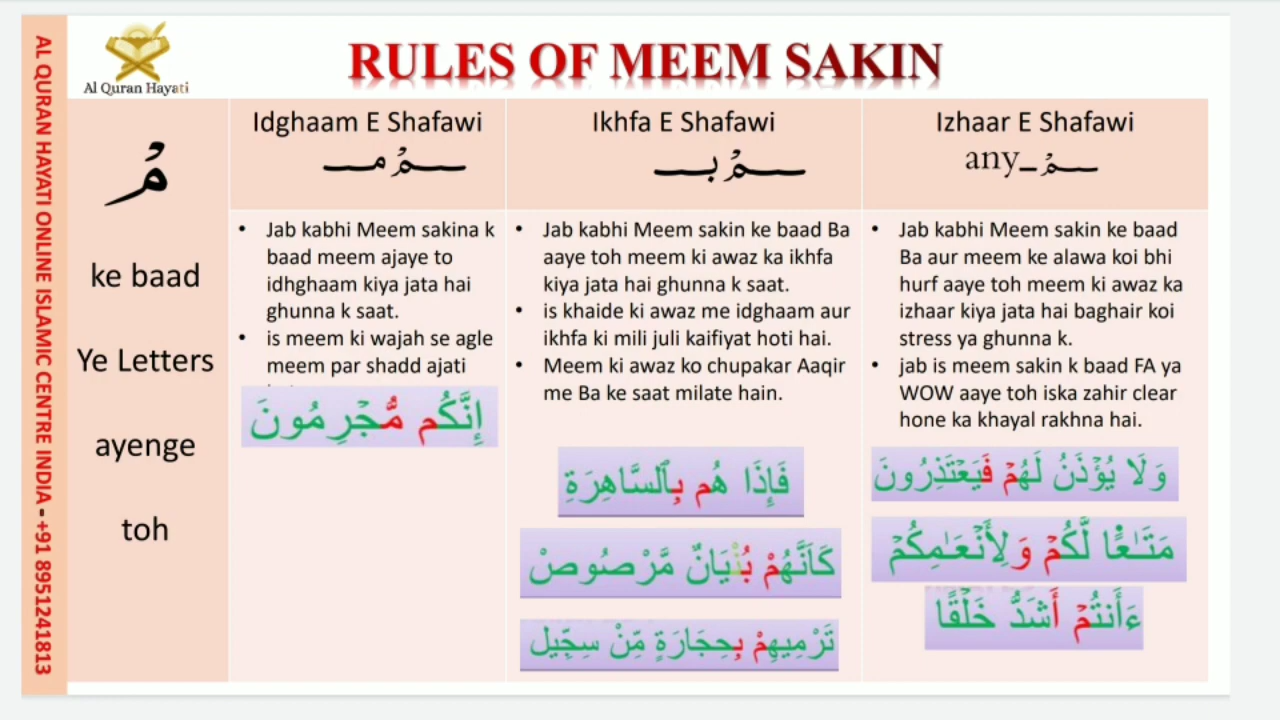 AL QURAN HAYATI ONLINE ISLAMIC CENTRE INDIA - +91 8951241813
Al Quran Hayati
RULES OF MEEM SAKIN
مْ
ke baad
Ye Letters
ayenge
toh
Idghaam E Shafawi
ـمْ مـ
Jab kabhi Meem sakina k
baad meem ajaye to
idhghaam kiya jata hai
ghunna k saat.
is meem ki wajah se agle
meem par shadd ajati
إِنَّكُم مُّجْرِمُونَ
Ikhfa E Shafawi
ـمْ بـ
Jab kabhi Meem sakin ke baad Ba
aaye toh meem ki awaz ka ikhfa
kiya jata hai ghunna k saat.
is khaide ki awaz me idghaam aur
ikhfa ki mili juli kaifiyat hoti hai.
Meem ki awaz ko chupakar Aaqir
me Ba ke saat milate hain.
فَإِذَا هُم بِٱلسَّاهِرَةِ
كَاَنَّهُمْ بُنْيَانٌ مَّرْصُوصْ
تَرْمِيهِمْ بِحِجَارَةٍ مِّنْ سِجِّيل
Izhaar E Shafawi
ـمْـ any
Jab kabhi Meem sakin ke baad
Ba aur meem ke alawa koi bhi
hurf aaye toh meem ki awaz ka
izhaar kiya jata hai baghair koi
stress ya ghunna k.
jab is meem sakin k baad FA ya
WOW aaye toh iska zahir clear
hone ka khayal rakhna hai.
وَلَا يُؤْذَنُ لَهُمْ فَيَعْتَذِرُونَ
مَتَـٰعًا لَّكُمْ وَلِأَنْعَـٰمِكُمْ
ءَأَنتُمْ أَشَدُّ خَلْقًا